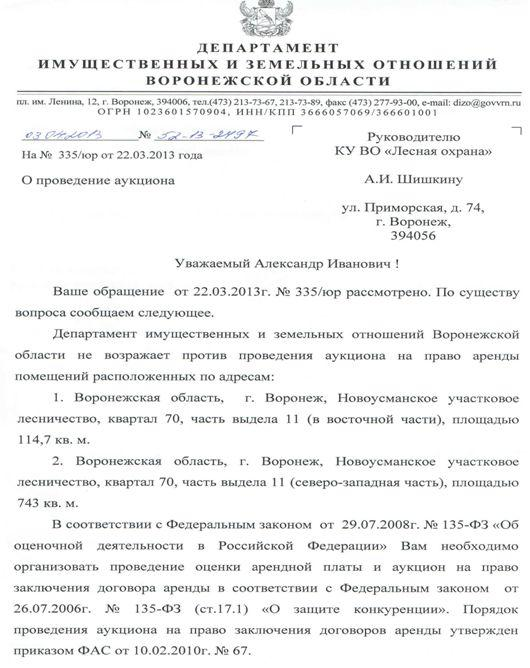 ДЕПАРТАМЕНТ
ИМУЩЕСТВЕННЫХ И ЗЕМЕЛЬНЫХ ОТНОШЕНИЙ
ВОРОНЕЖСКОЙ ОБЛАСТИ
пл. им. Ленина, 12, г. Воронеж, 394006, тел.(473) 213-73-67, 213-73-89, факс (473) 277-93-00, e-mail: dizo@govvrn.ru
ОГРН 1023601570904, ИНН/КПП 3666057069/366601001
03.04.2013 № 52-13-2497
На № 335/юр от 22.03.2013 года
О проведение аукциона
Руководителю
КУ ВО «Лесная охрана»
А.И. Шишкину
ул. Приморская, д. 74,
г. Воронеж,
394056
Уважаемый Александр Иванович !
Ваше обращение от 22.03.2013г. № 335/юр рассмотрено. По существу
вопроса сообщаем следующее.
Департамент имущественных и земельных отношений Воронежской
области не возражает против проведения аукциона на право аренды
помещений расположенных по адресам:
1. Воронежская область, г. Воронеж, Новоусманское участковое
лесничество, квартал 70, часть выдела 11 (в восточной части), площадью
114,7 кв. м.
2. Воронежская область, г. Воронеж, Новоусманское участковое
лесничество, квартал 70, часть выдела 11 (северо-западная часть), площадью
743 кв. м.
В соответствии с Федеральным законом от 29.07.2008г. № 135-ФЗ «Об
оценочной деятельности в Российской Федерации» Вам необходимо
организовать проведение оценки арендной платы и аукцион на право
заключения договора аренды в соответствии с Федеральным законом от
26.07.2006г. № 135-ФЗ (ст.17.1) «О защите конкуренции». Порядок
проведения аукциона на право заключения договоров аренды утвержден
приказом ФАС от 10.02.2010г. № 67.